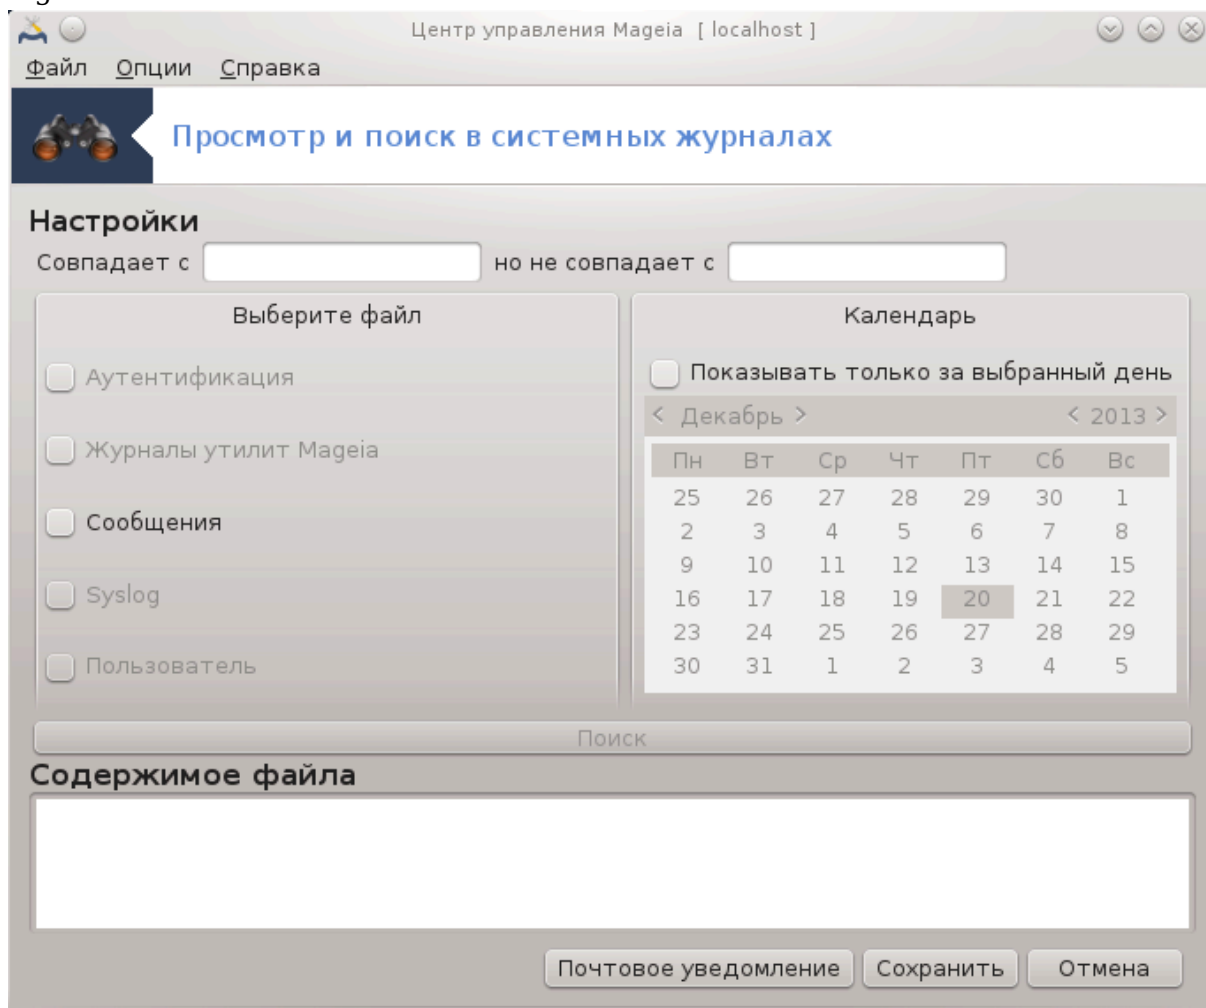 Центр управления Mageia [ localhost ]
Файл Опции Справка
Просмотр и поиск в системных журналах
Настройки
Совпадает с но не совпадает с
Выберите файл
Аутентификация
Журналы утилит Mageia
Сообщения
Syslog
Пользователь
Календарь
Показывать только за выбранный день
< Декабрь > < 2013 >
Пн Вт Ср Чт Пт Сб Вс
25 26 27 28 29 30 1
2 3 4 5 6 7 8
9 10 11 12 13 14 15
16 17 18 19 20 21 22
23 24 25 26 27 28 29
30 31 1 2 3 4 5
Поиск
Содержимое файла
Почтовое уведомление Сохранить Отмена